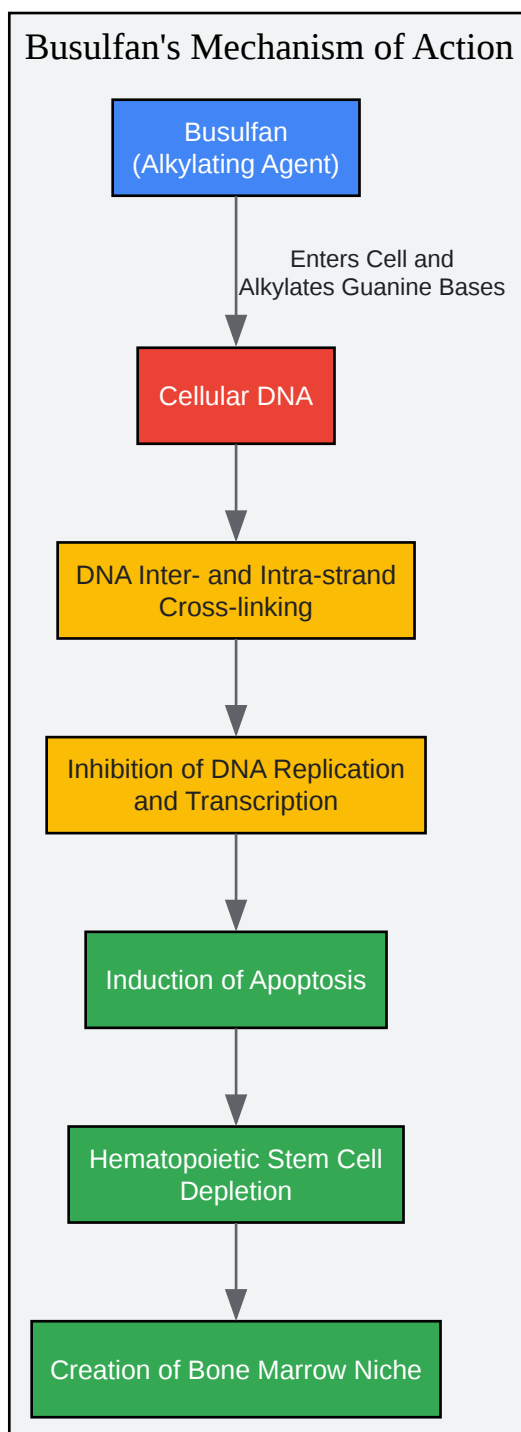 Busulfan's Mechanism of Action
Busulfan
(Alkylating Agent)
Enters Cell and
Alkylates Guanine Bases
Cellular DNA
DNA Inter- and Intra-strand
Cross-linking
Inhibition of DNA Replication
and Transcription
Induction of Apoptosis
Hematopoietic Stem Cell
Depletion
Creation of Bone Marrow Niche